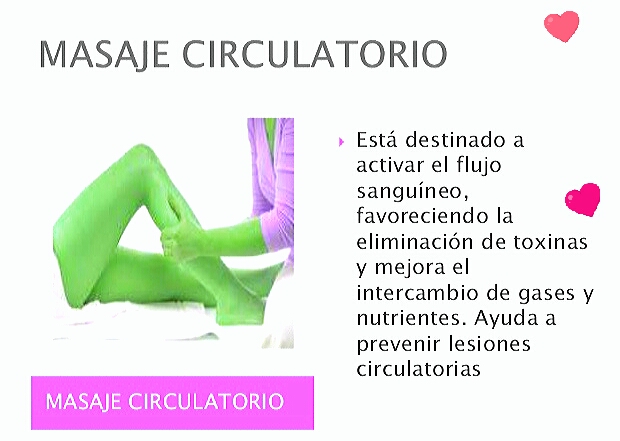 MASAJE CIRCULATORIO
Está destinado a
activar el flujo
sanguíneo,
favoreciendo la
eliminación de toxinas
y mejora el
intercambio de gases y
nutrientes. Ayuda a
prevenir lesiones
circulatorias
MASAJE CIRCULATORIO